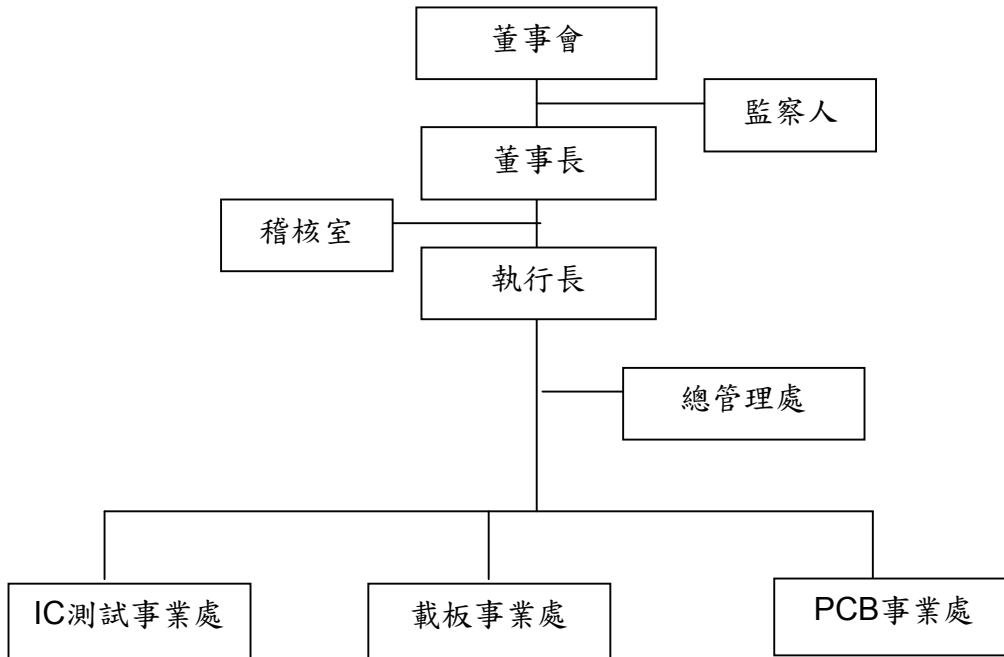 董事會
監察人
董事長
稽核室
執行長
總管理處
IC測試事業處
載板事業處
PCB事業處